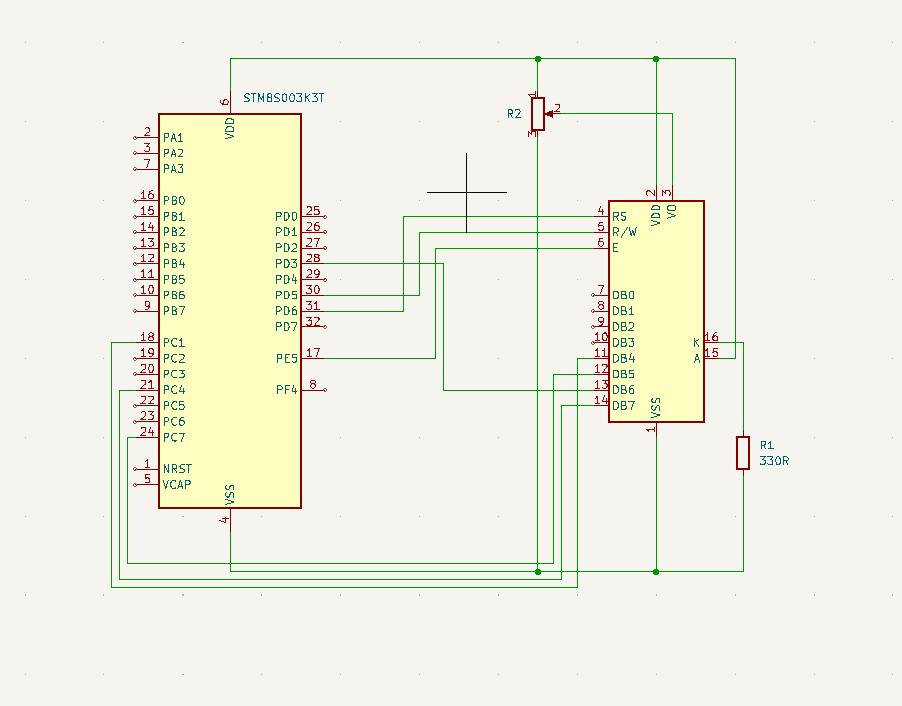 STM8S003K3T
6
VDD
2 PA1
3 PA2
7 PA3
16 PB0
15 PB1
14 PB2
13 PB3
12 PB4
11 PB5
10 PB6
9 PB7
18 PC1
19 PC2
20 PC3
21 PC4
22 PC5
23 PC6
24 PC7
1 NRST
5 VCAP
PD0 25
PD1 26
PD2 27
PD3 28
PD4 29
PD5 30
PD6 31
PD7 32
PE5 17
PF4 8
VSS
4
R2
1
2
3
2 3
VDD VO
4 RS
5 R/W
6 E
7 DB0
8 DB1
9 DB2
10 DB3
11 DB4
12 DB5
13 DB6
14 DB7
K 16
A 15
VSS
1
R1
330R